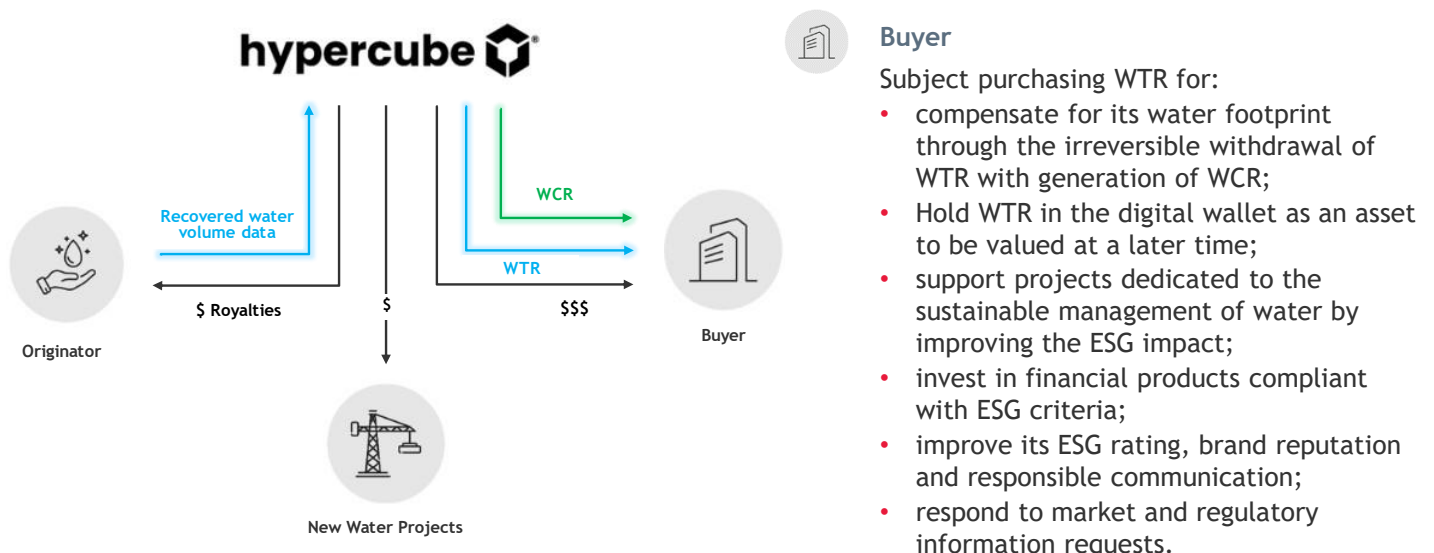 hypercube
Recovered water
volume data
WCR
WTR
$ Royalties
$
$$$
Originator
Buyer
New Water Projects
Buyer
Subject purchasing WTR for:
• compensate for its water footprint
through the irreversible withdrawal of
WTR with generation of WCR;
• Hold WTR in the digital wallet as an asset
to be valued at a later time;
• support projects dedicated to the
sustainable management of water by
improving the ESG impact;
• invest in financial products compliant
with ESG criteria;
• improve its ESG rating, brand reputation
and responsible communication;
• respond to market and regulatory
information requests.